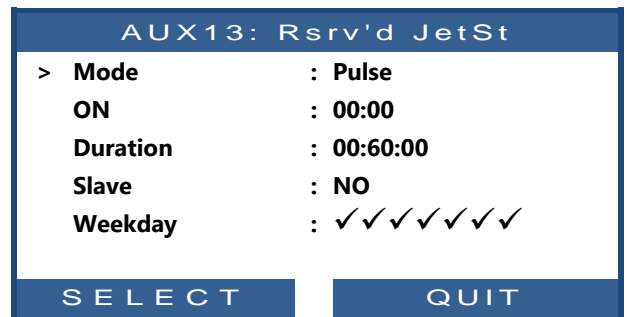 AUX13: Rsrv'd JetSt
> Mode : Pulse
ON : 00:00
Duration : 00:60:00
Slave : NO
Weekday : ✓✓✓✓✓✓✓
SELECT QUIT